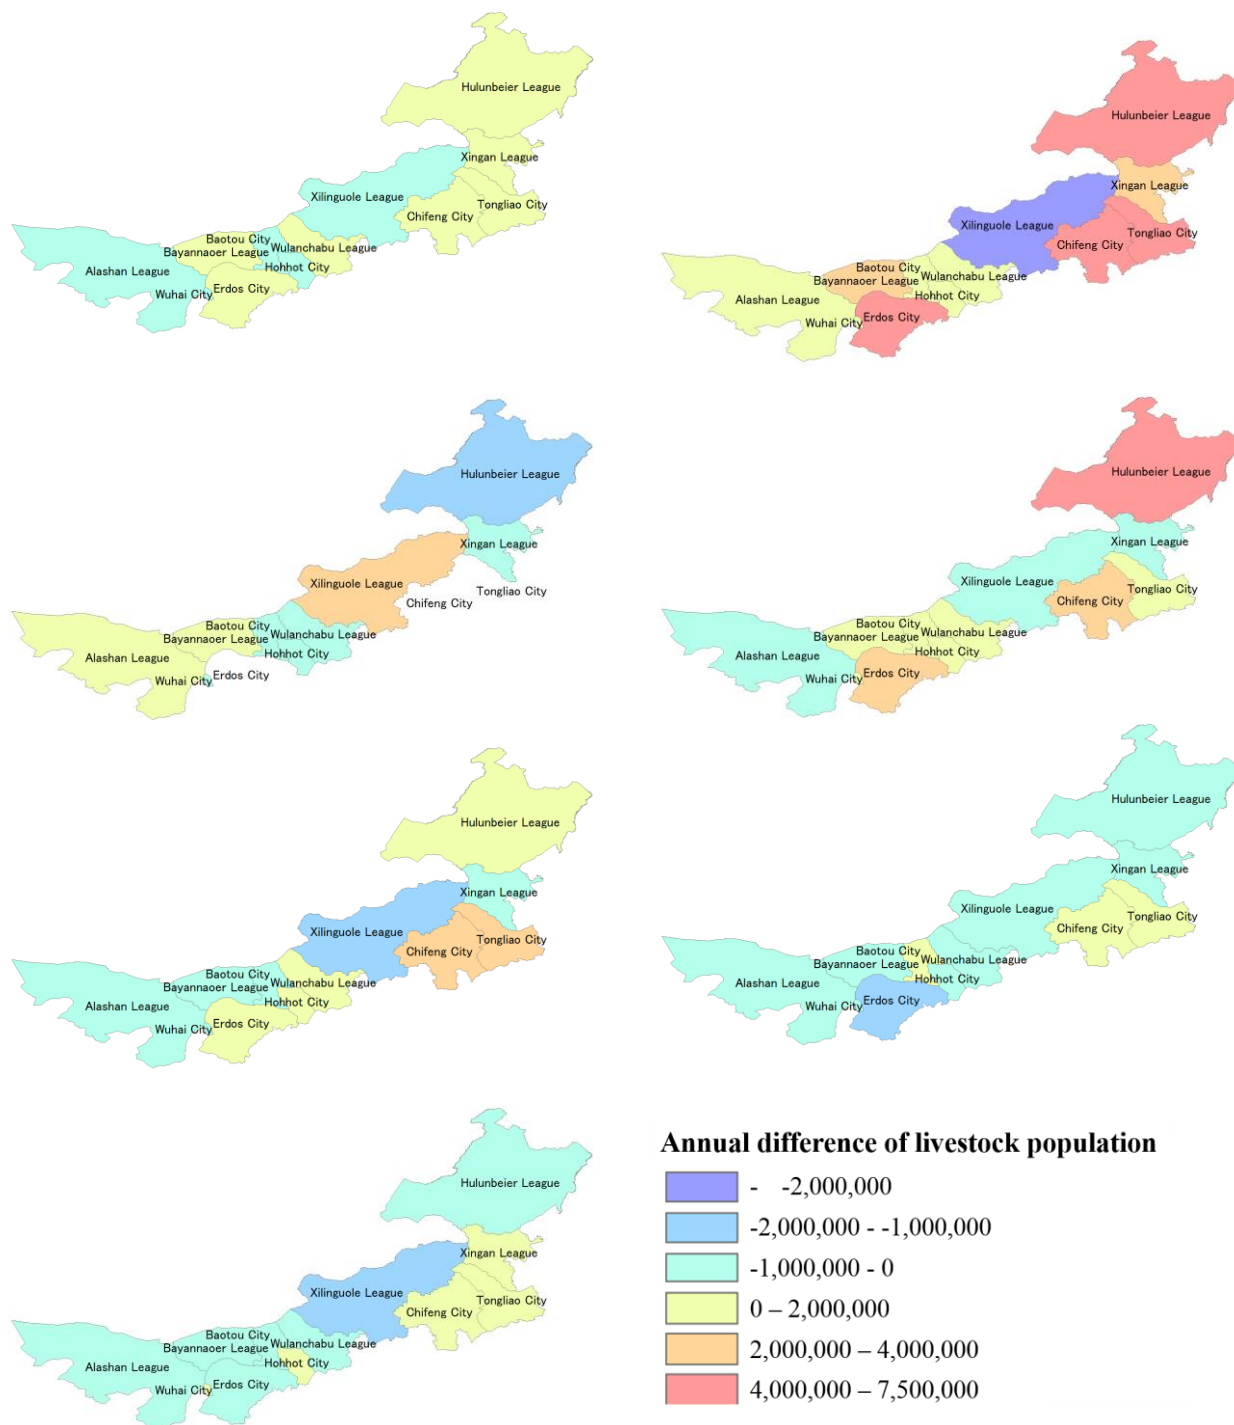 Hulunbeier League
Xingan League
Xilinguole League
Tongliao City
Chifeng City
Baotou City
Wulanchabu League
Bayannaoer League
Hohhot City
Alashan League
Erdos City
Wuhai City
Hulunbeier League
Xingan League
Xilinguole League
Tongliao City
Chifeng City
Baotou City
Wulanchabu League
Bayannaoer League
Hohhot City
Alashan League
Erdos City
Wuhai City
Hulunbeier League
Xingan League
Xilinguole League
Tongliao City
Chifeng City
Baotou City
Wulanchabu League
Bayannaoer League
Hohhot City
Alashan League
Erdos City
Wuhai City
Hulunbeier League
Xingan League
Xilinguole League
Tongliao City
Chifeng City
Baotou City
Wulanchabu League
Bayannaoer League
Hohhot City
Alashan League
Erdos City
Wuhai City
Hulunbeier League
Xingan League
Xilinguole League
Tongliao City
Chifeng City
Baotou City
Wulanchabu League
Bayannaoer League
Hohhot City
Alashan League
Erdos City
Wuhai City
Hulunbeier League
Xingan League
Xilinguole League
Tongliao City
Chifeng City
Baotou City
Wulanchabu League
Bayannaoer League
Hohhot City
Alashan League
Erdos City
Wuhai City
Hulunbeier League
Xingan League
Xilinguole League
Tongliao City
Chifeng City
Baotou City
Wulanchabu League
Bayannaoer League
Hohhot City
Alashan League
Erdos City
Wuhai City
Annual difference of livestock population
- -2,000,000
-2,000,000 - -1,000,000
-1,000,000 - 0
0 – 2,000,000
2,000,000 – 4,000,000
4,000,000 – 7,500,000